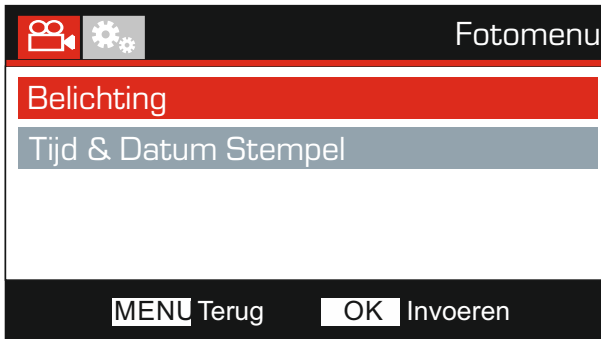 Fotomenu
Belichting
Tijd & Datum Stempel
MENU Terug OK Invoeren